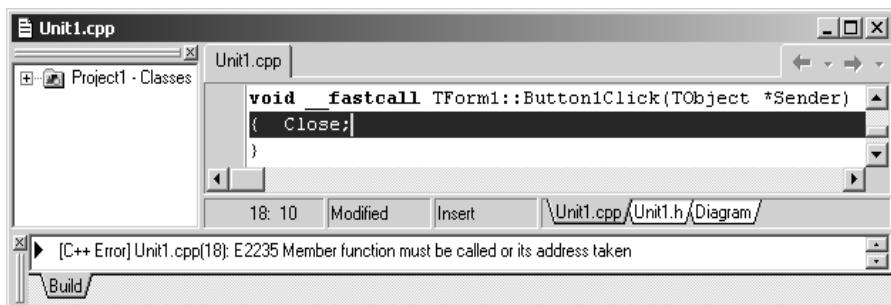 Unit1.cpp
Project1 - Classes
Unit1.cpp
void __fastcall TForm1::Button1Click(TObject *Sender)
{ Close;
}
18: 10 Modified Insert Unit1.cpp Unit1.h Diagram
[C++ Error] Unit1.cpp(18): E2235 Member function must be called or its address taken
Build